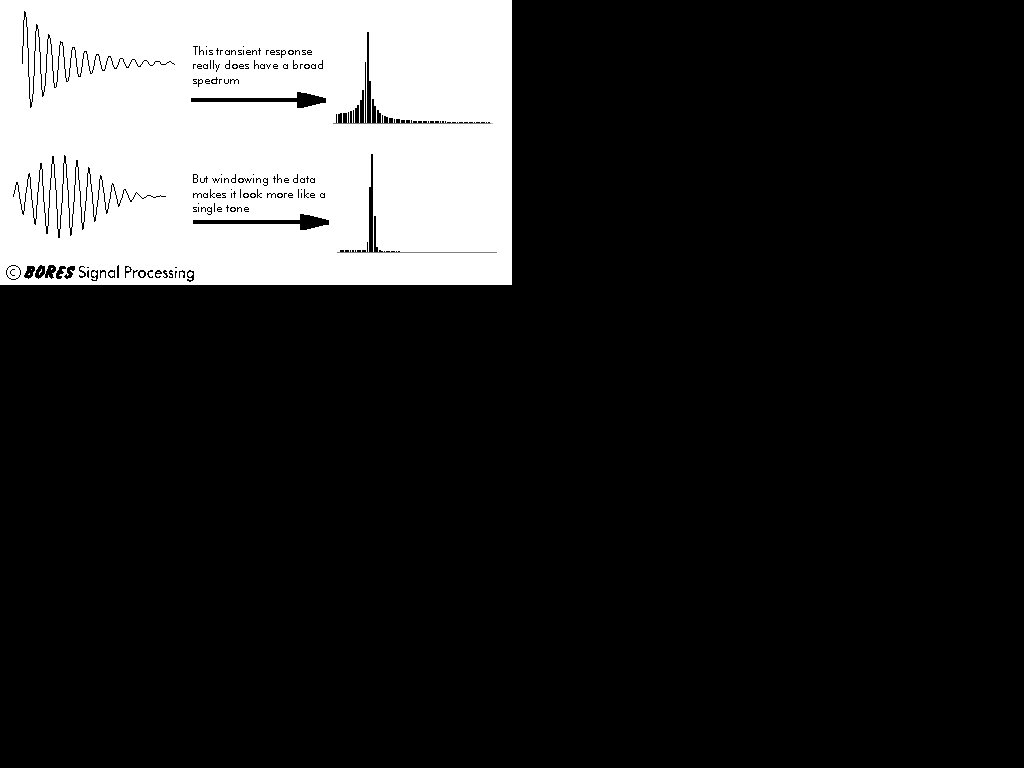 This transient response
really does have a broad
spectrum
But windowing the data
makes it look more like a
single tone
© BORES Signal Processing